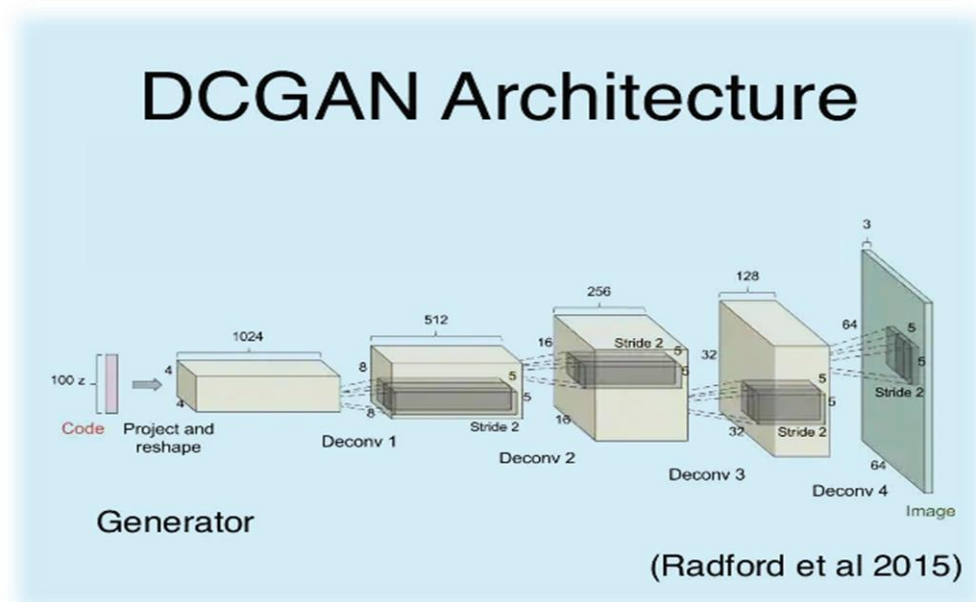 DCGAN Architecture
3
128
256
64
512
16
Stride 2
5
5
1024
32
5
8
5
4
5
5
100 z
5
Stride 2
4
8
Stride 2
16
32
Stride 2
Code
Project and
reshape
Deconv 1
Deconv 2
Deconv 3
64
Deconv 4
Image
Generator
(Radford et al 2015)